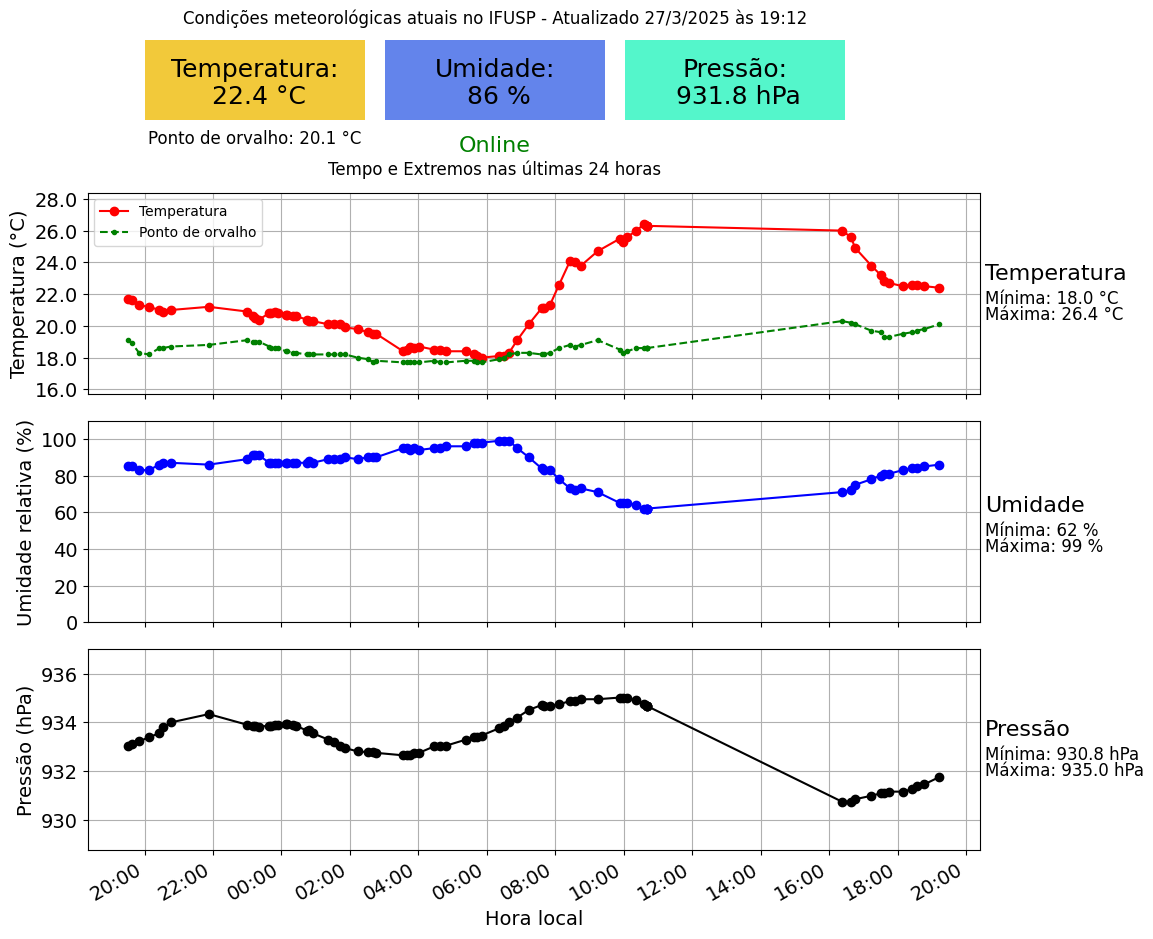 Condições meteorológicas atuais no IFUSP - Atualizado 27/3/2025 às 19:12
Temperatura:
22.4 °C
Umidade:
86 %
Pressão:
931.8 hPa
Ponto de orvalho: 20.1 °C
Online
Tempo e Extremos nas últimas 24 horas
Temperatura (°C)
28.0
26.0
24.0
22.0
20.0
18.0
16.0
Temperatura
Ponto de orvalho
Temperatura
Mínima: 18.0 °C
Máxima: 26.4 °C
Umidade relativa (%)
100
80
60
40
20
0
Umidade
Mínima: 62 %
Máxima: 99 %
Pressão (hPa)
936
934
932
930
Pressão
Mínima: 930.8 hPa
Máxima: 935.0 hPa
20:00
22:00
00:00
02:00
04:00
06:00
08:00
10:00
12:00
14:00
16:00
18:00
20:00
Hora local